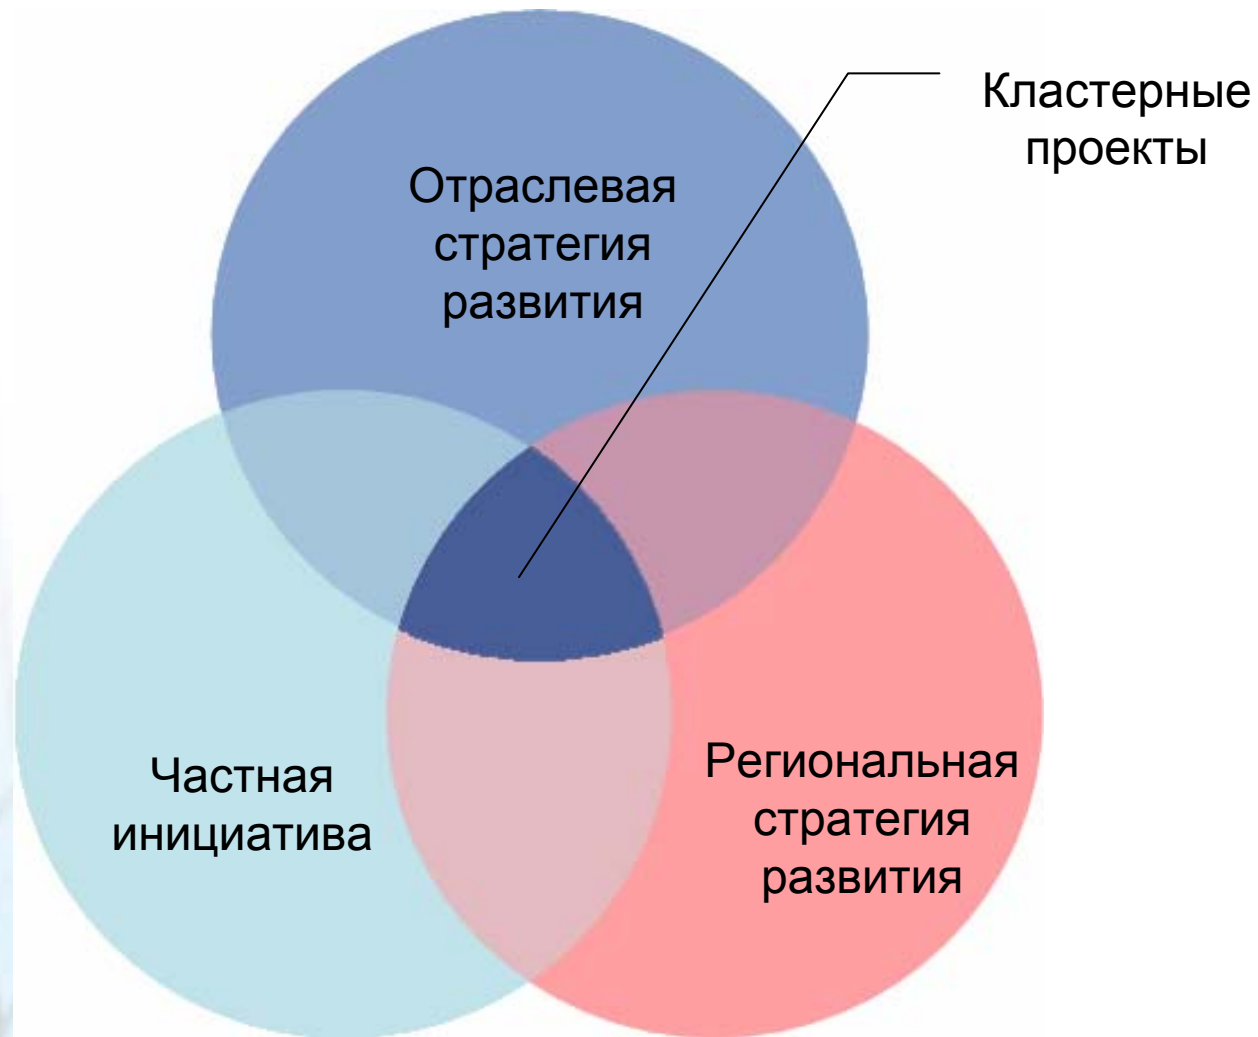 Кластерные
проекты
Отраслевая
стратегия
развития
Частная
инициатива
Региональная
стратегия
развития